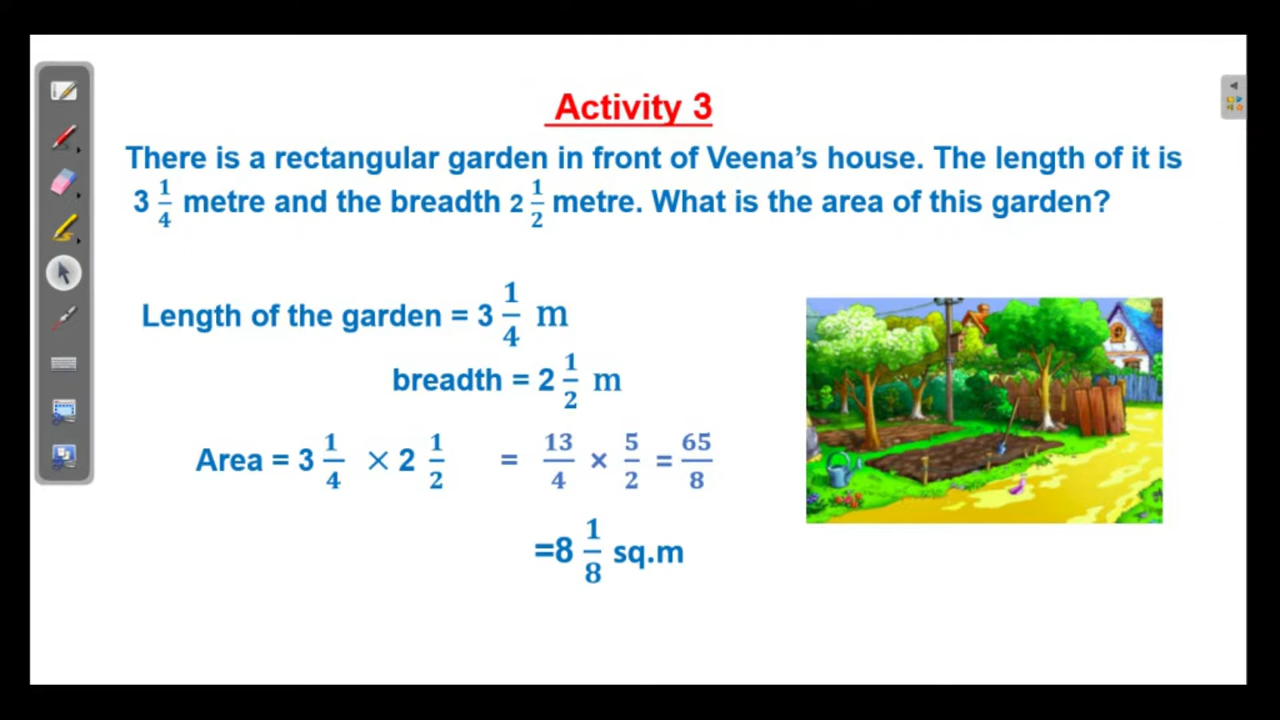 Activity 3
There is a rectangular garden in front of Veena's house. The length of it is
3 1/4 metre and the breadth 2 1/2 metre. What is the area of this garden?
Length of the garden = 3 1/4 m
breadth = 2 1/2 m
Area = 3 1/4 × 2 1/2 = 13/4 × 5/2 = 65/8
=8 1/8 sq.m